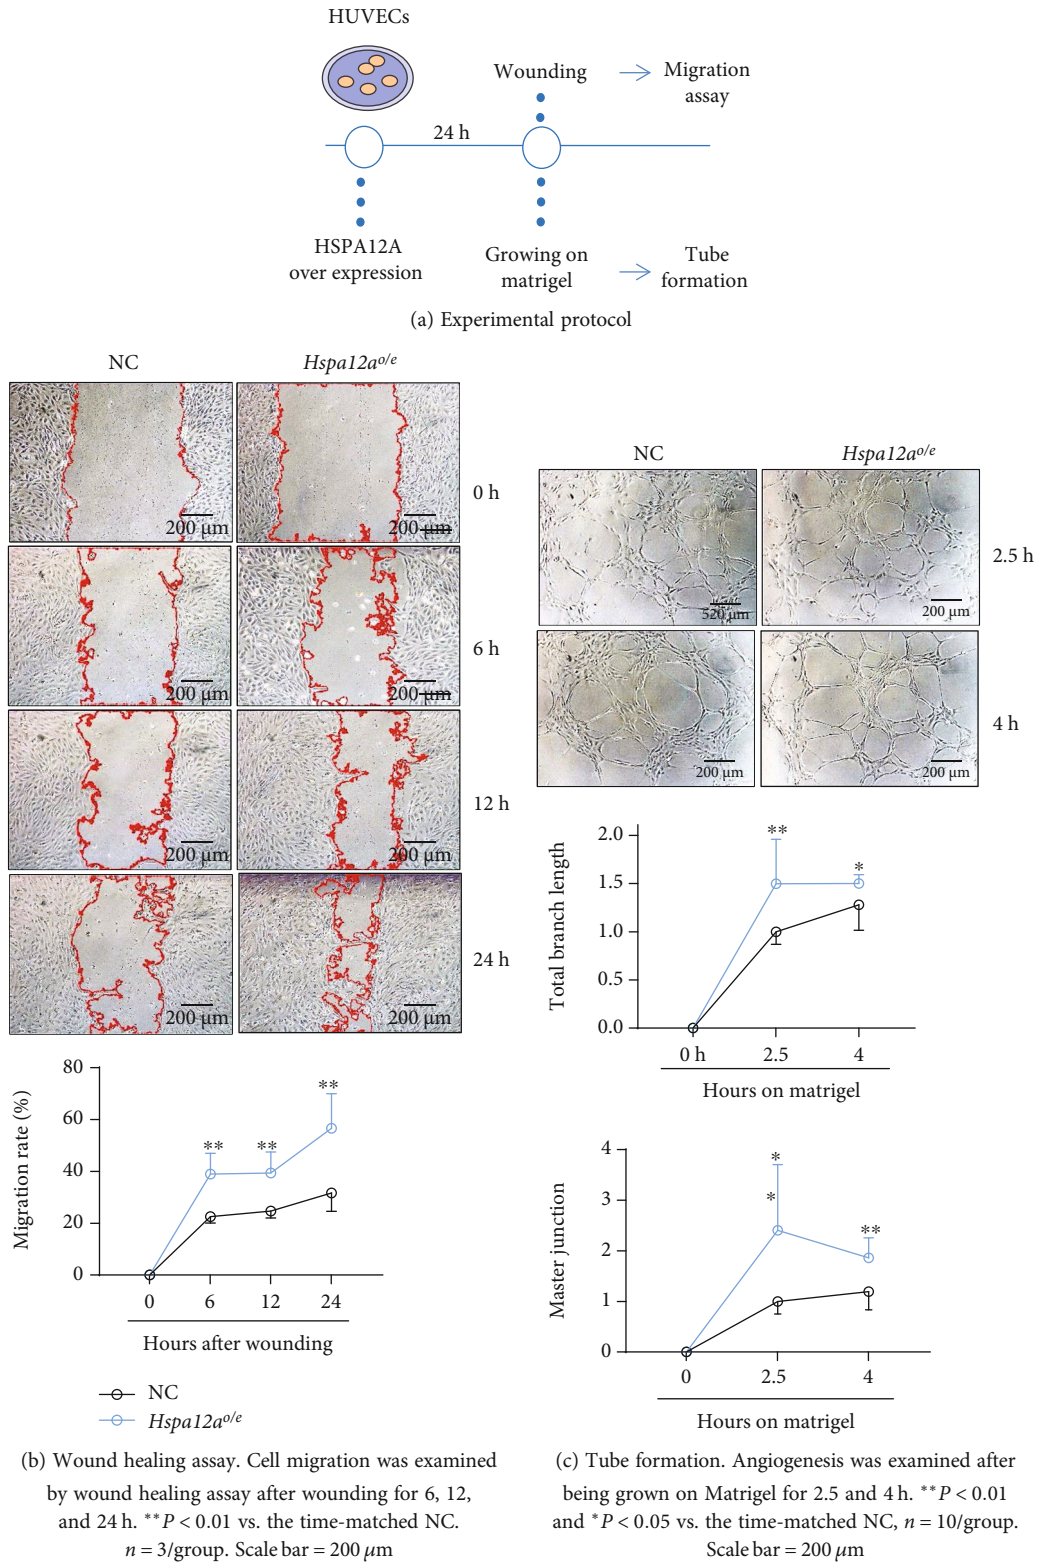 HUVECs
Wounding
Migration
assay
24 h
HSPA12A
over expression
Growing on
matrigel
Tube
formation
(a) Experimental protocol
NC
Hspa12a^o/e
200 µm
200 µm
0 h
200 µm
200 µm
6 h
200 µm
200 µm
12 h
200 µm
200 µm
24 h
80
60
40
20
0
Migration rate (%)
**
**
**
0
6
12
24
Hours after wounding
NC
Hspa12a^o/e
(b) Wound healing assay. Cell migration was examined
by wound healing assay after wounding for 6, 12,
and 24 h. **P < 0.01 vs. the time-matched NC.
n = 3/group. Scale bar = 200 µm
NC
Hspa12a^o/e
520 µm
200 µm
2.5 h
200 µm
200 µm
4 h
2.0
1.5
1.0
0.5
0.0
Total branch length
**
*
0 h
2.5
4
Hours on matrigel
4
3
2
1
0
Master junction
*
*
**
0
2.5
4
Hours on matrigel
(c) Tube formation. Angiogenesis was examined after
being grown on Matrigel for 2.5 and 4 h. **P < 0.01
and *P < 0.05 vs. the time-matched NC, n = 10/group.
Scale bar = 200 µm